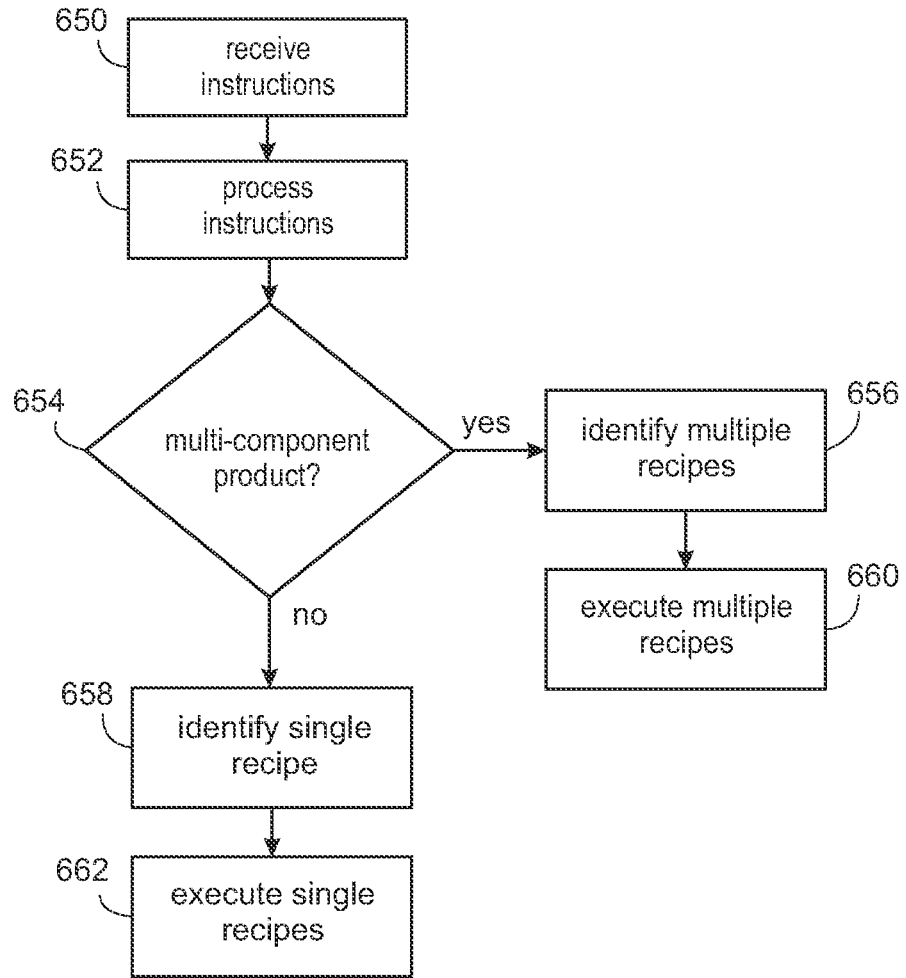 650
receive
instructions
652
process
instructions
654
multi-component
product?
yes
656
identify multiple
recipes
660
execute multiple
recipes
no
658
identify single
recipe
662
execute single
recipes